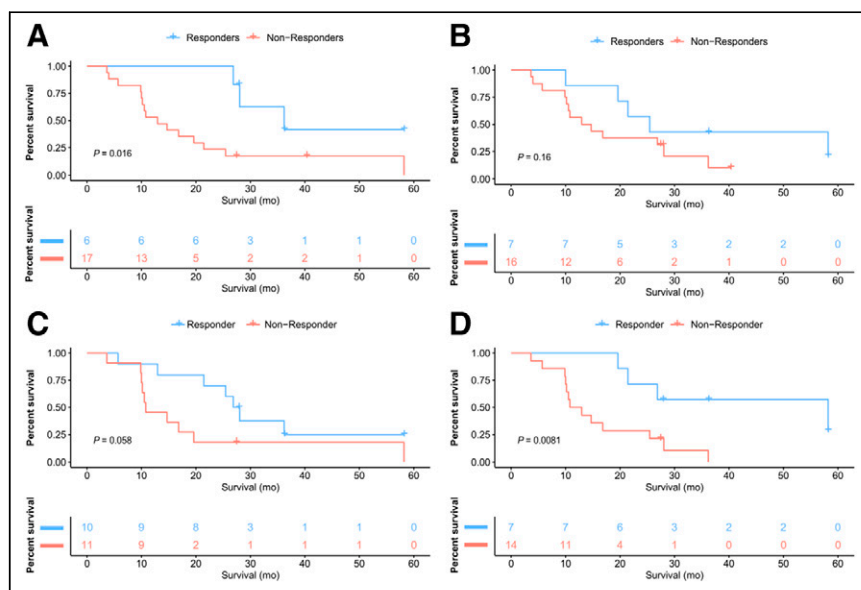 A
Responders Non-Responders
Percent survival
1.00
0.75
0.50
0.25
0.00
P = 0.016
0 10 20 30 40 50 60
Survival (mo)
Percent survival
6 6 6 3 1 1 0
17 13 5 2 2 1 0
0 10 20 30 40 50 60
Survival (mo)
B
Responders Non-Responders
Percent survival
1.00
0.75
0.50
0.25
0.00
P = 0.16
0 10 20 30 40 50 60
Survival (mo)
Percent survival
7 7 5 3 2 2 0
16 12 6 2 1 0 0
0 10 20 30 40 50 60
Survival (mo)
C
Responder Non-Responder
Percent survival
1.00
0.75
0.50
0.25
0.00
P = 0.058
0 10 20 30 40 50 60
Survival (mo)
Percent survival
10 9 8 3 1 1 0
11 9 2 1 1 1 0
0 10 20 30 40 50 60
Survival (mo)
D
Responder Non-Responder
Percent survival
1.00
0.75
0.50
0.25
0.00
P = 0.0081
0 10 20 30 40 50 60
Survival (mo)
Percent survival
7 7 6 3 2 2 0
14 11 4 1 0 0 0
0 10 20 30 40 50 60
Survival (mo)